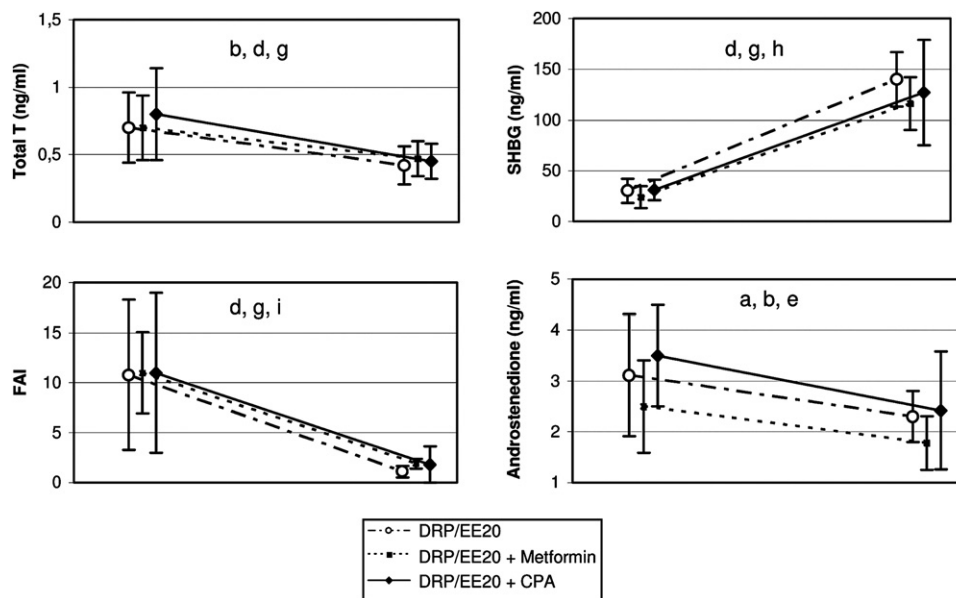 Total T (ng/ml)
1,5
1
0,5
0
b, d, g
SHBG (ng/ml)
200
150
100
50
0
d, g, h
FAI
20
15
10
5
0
d, g, i
Androstenedione (ng/ml)
5
4
3
2
1
a, b, e
DRP/EE20
DRP/EE20 + Metformin
DRP/EE20 + CPA